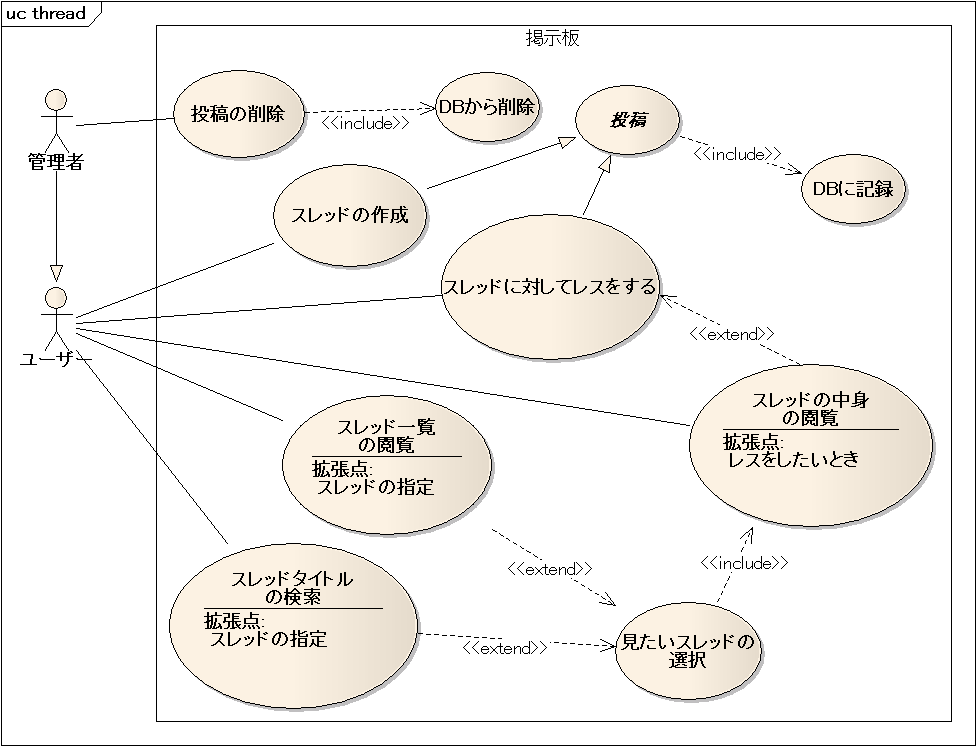 uc thread
掲示板
管理者
投稿の削除
<<include>>
DBから削除
投稿
<<include>>
DBに記録
スレッドの作成
スレッドに対してレスをする
ユーザー
<<extend>>
スレッドの中身
の閲覧
拡張点:
レスをしたいとき
スレッド一覧
の閲覧
拡張点:
スレッドの指定
<<extend>>
<<include>>
スレッドタイトル
の検索
拡張点:
スレッドの指定
<<extend>>
見たいスレッドの
選択